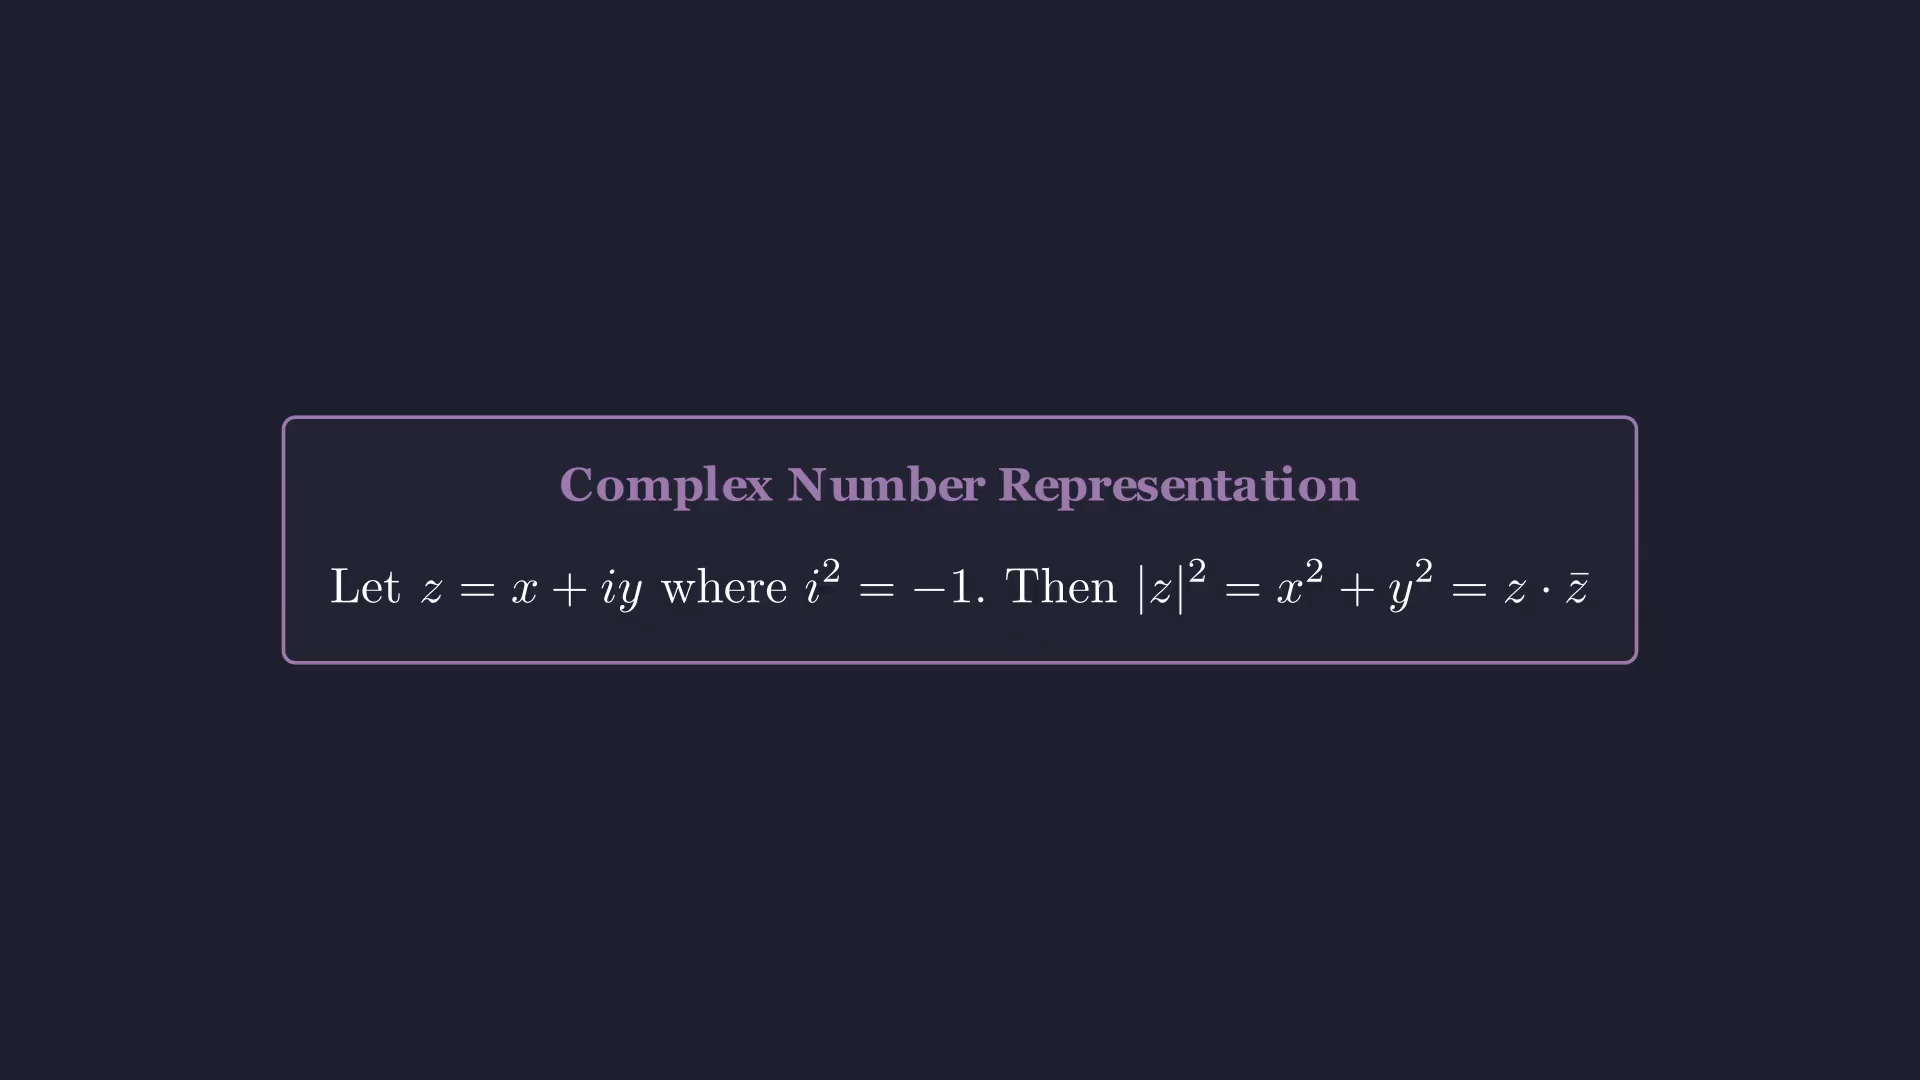 Complex Number Representation
Let z = x + iy where i² = −1. Then |z|² = x² + y² = z · z̄